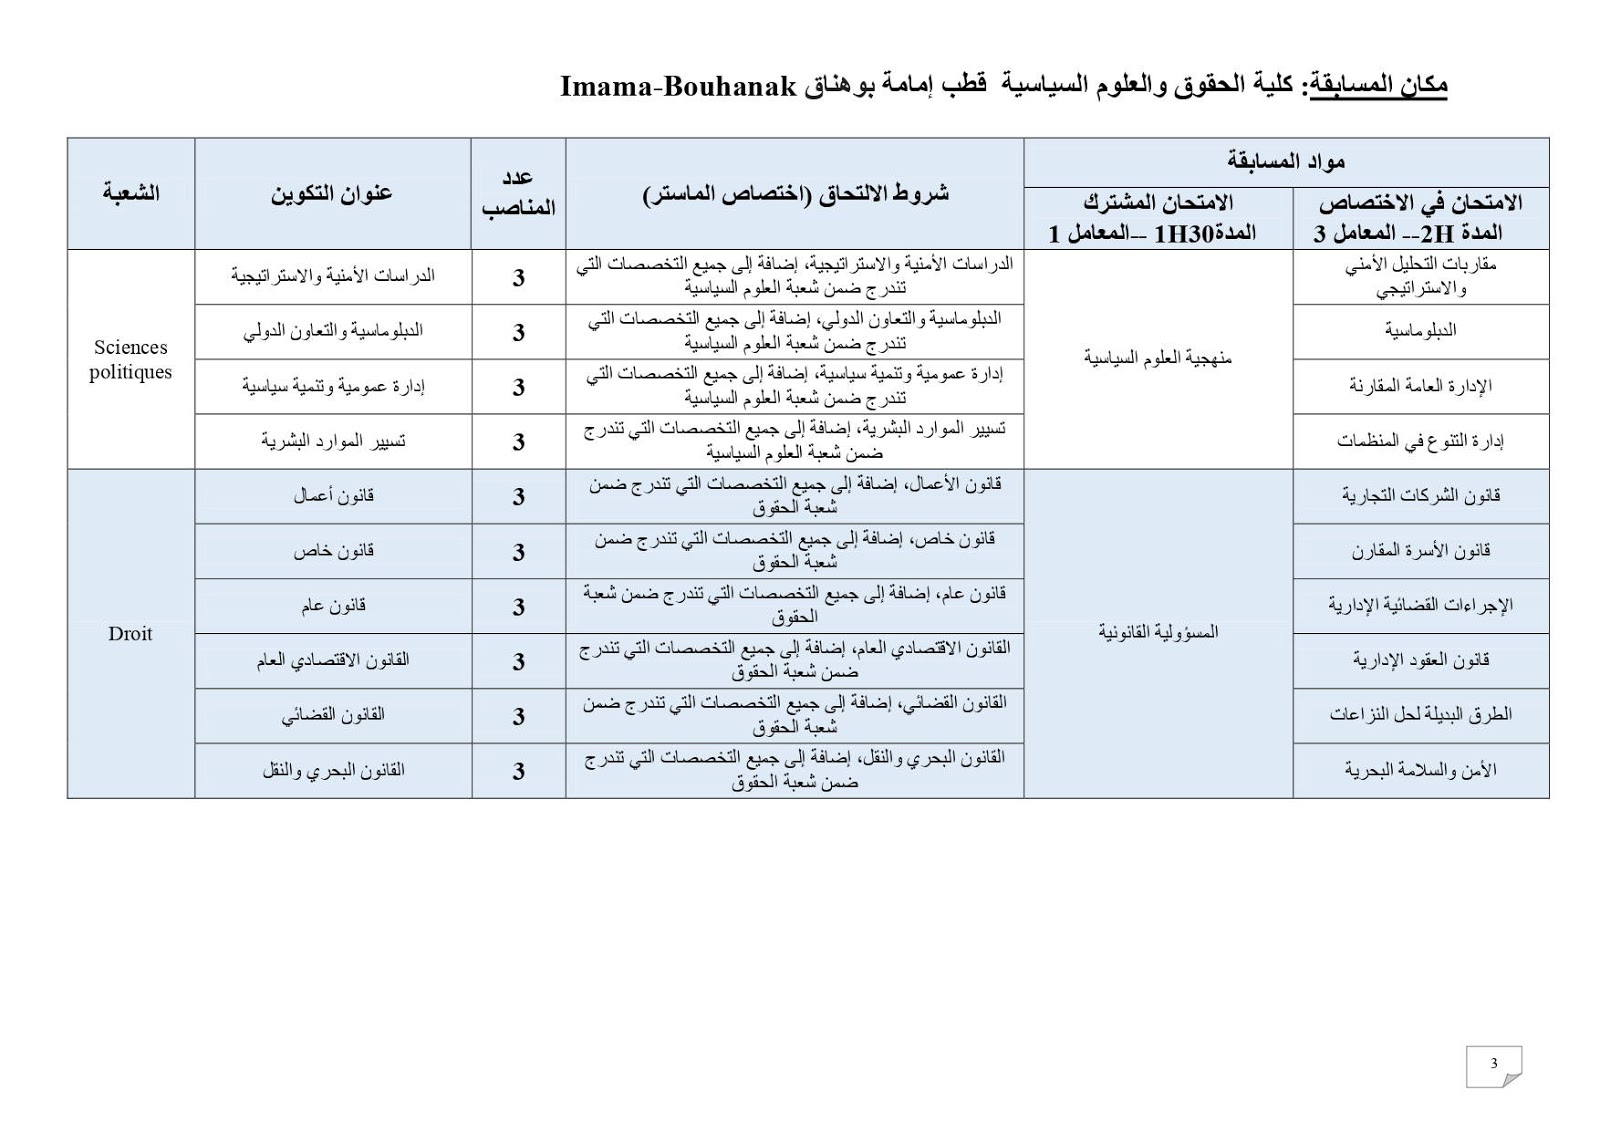 مكان المسابقة: كلية الحقوق والعلوم السياسية قطب إمامة بوهناق Imama-Bouhanak
الشعبة
عنوان التكوين
عدد
المناصب
شروط الالتحاق (اختصاص الماستر)
مواد المسابقة
الامتحان المشترك
المدة1H30 --المعامل 1
الامتحان في الاختصاص
المدة 2H-- المعامل 3
Sciences
politiques
الدراسات الأمنية والاستراتيجية
3
الدراسات الأمنية والاستراتيجية، إضافة إلى جميع التخصصات التي
تندرج ضمن شعبة العلوم السياسية
منهجية العلوم السياسية
مقاربات التحليل الأمني
والاستراتيجي
الدبلوماسية والتعاون الدولي
3
الدبلوماسية والتعاون الدولي، إضافة إلى جميع التخصصات التي
تندرج ضمن شعبة العلوم السياسية
الدبلوماسية
إدارة عمومية وتنمية سياسية
3
إدارة عمومية وتنمية سياسية، إضافة إلى جميع التخصصات التي
تندرج ضمن شعبة العلوم السياسية
الإدارة العامة المقارنة
تسيير الموارد البشرية
3
تسيير الموارد البشرية، إضافة إلى جميع التخصصات التي تندرج
ضمن شعبة العلوم السياسية
إدارة التنوع في المنظمات
Droit
قانون أعمال
3
قانون الأعمال، إضافة إلى جميع التخصصات التي تندرج ضمن
شعبة الحقوق
المسؤولية القانونية
قانون الشركات التجارية
قانون خاص
3
قانون خاص، إضافة إلى جميع التخصصات التي تندرج ضمن
شعبة الحقوق
قانون الأسرة المقارن
قانون عام
3
قانون عام، إضافة إلى جميع التخصصات التي تندرج ضمن شعبة
الحقوق
الإجراءات القضائية الإدارية
القانون الاقتصادي العام
3
القانون الاقتصادي العام، إضافة إلى جميع التخصصات التي تندرج
ضمن شعبة الحقوق
قانون العقود الإدارية
القانون القضائي
3
القانون القضائي، إضافة إلى جميع التخصصات التي تندرج ضمن
شعبة الحقوق
الطرق البديلة لحل النزاعات
القانون البحري والنقل
3
القانون البحري والنقل، إضافة إلى جميع التخصصات التي تندرج
ضمن شعبة الحقوق
الأمن والسلامة البحرية
3